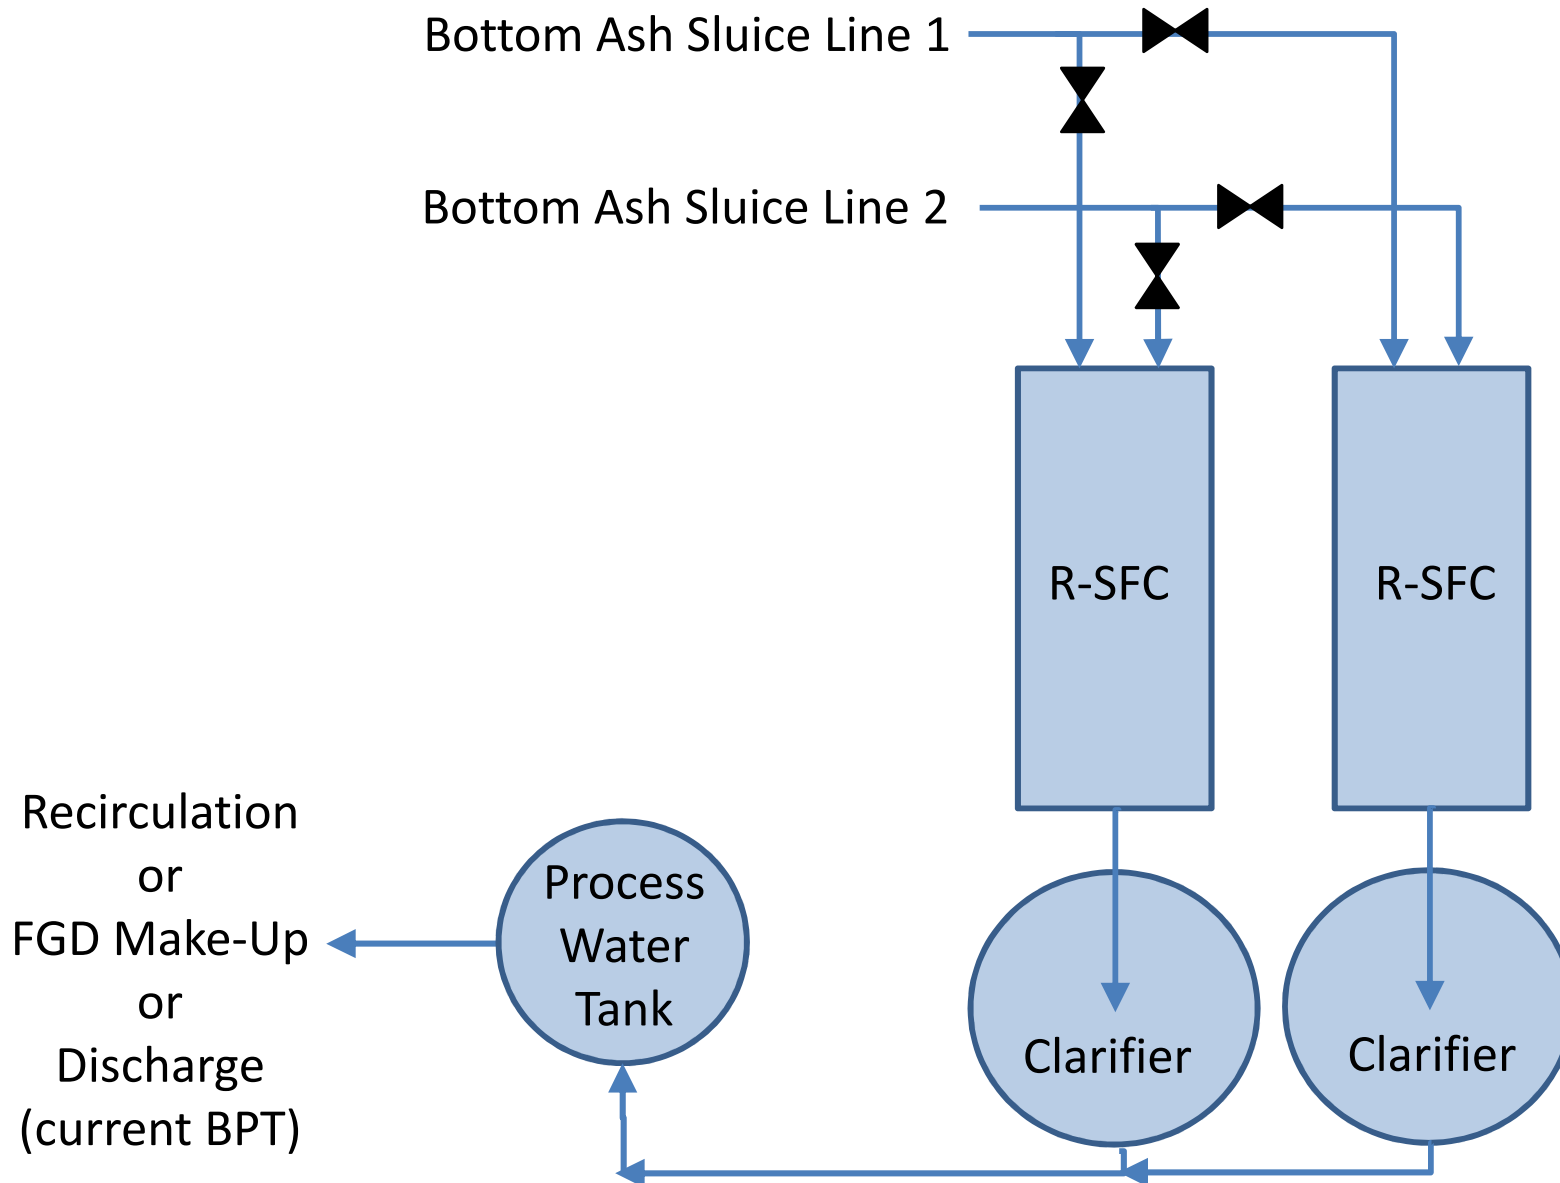 Bottom Ash Sluice Line 1
Bottom Ash Sluice Line 2
R-SFC
R-SFC
Recirculation
or
FGD Make-Up
or
Discharge
(current BPT)
Process
Water
Tank
Clarifier
Clarifier